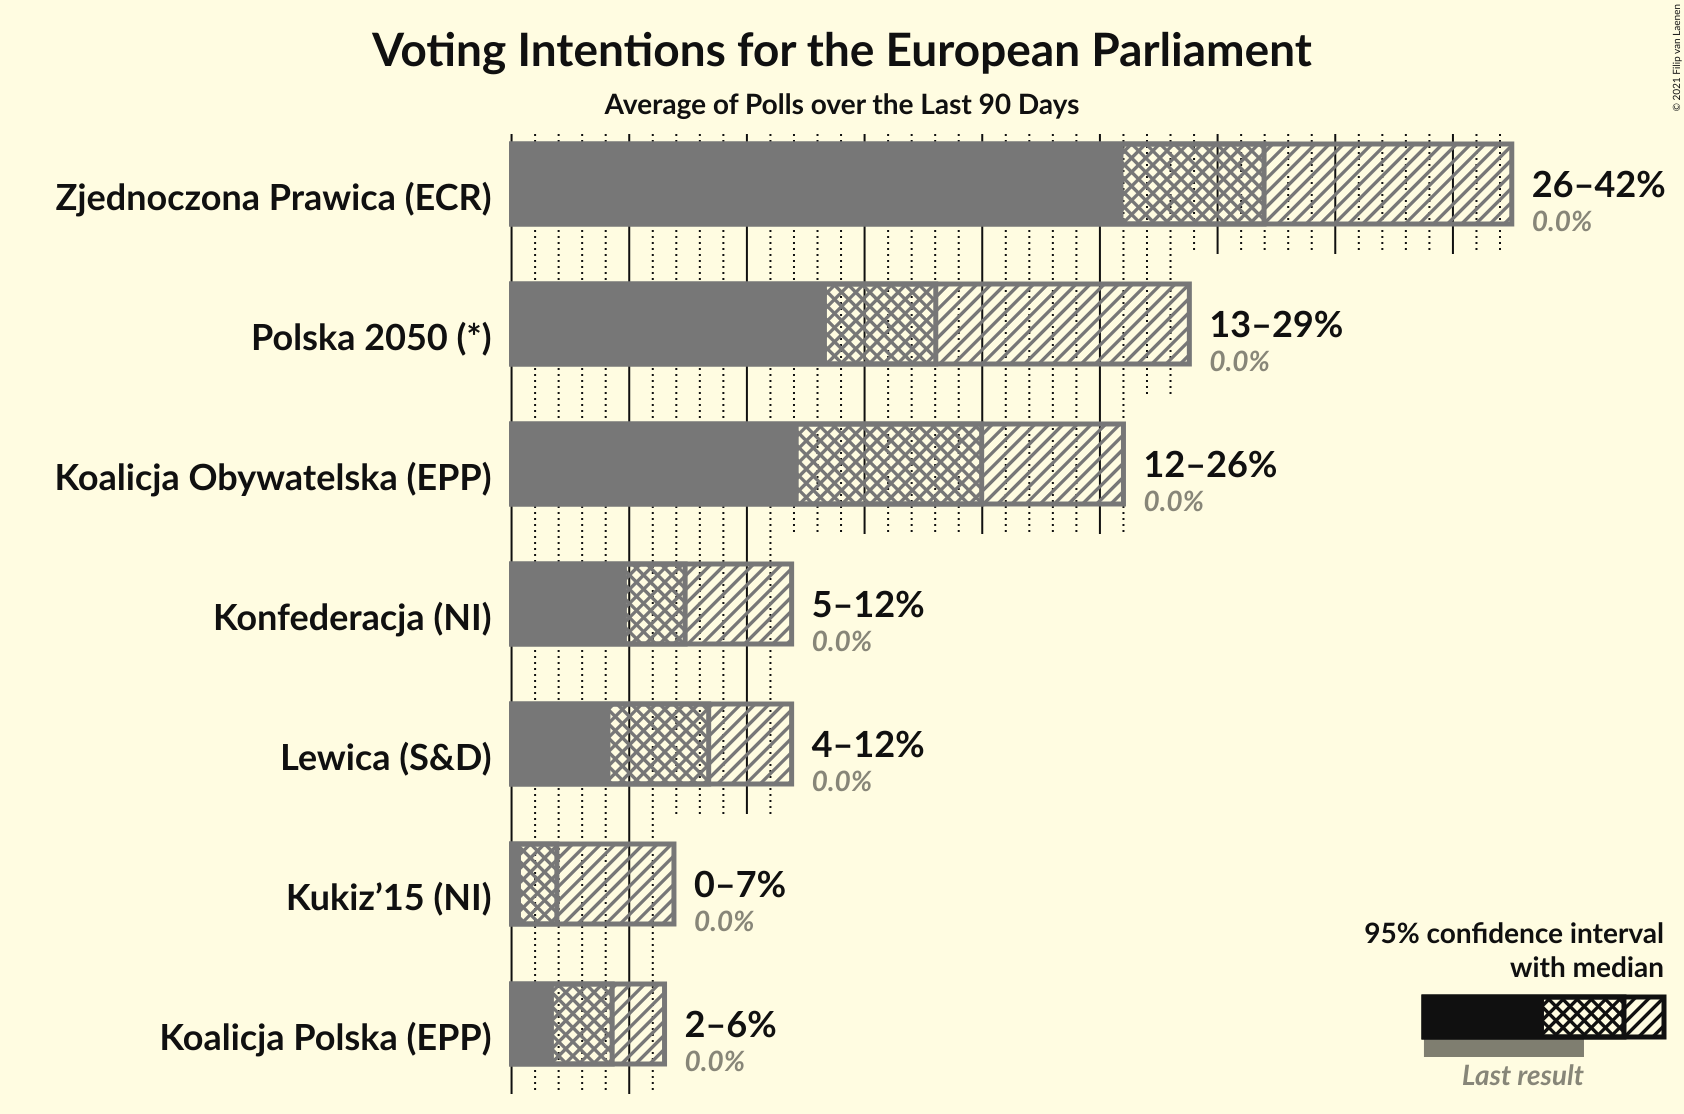 Voting Intentions for the European Parliament
Average of Polls over the Last 90 Days
© 2021 Filip van Laenen
Zjednoczona Prawica (ECR)
26–42%
0.0%
Polska 2050 (*)
13–29%
0.0%
Koalicja Obywatelska (EPP)
12–26%
0.0%
Konfederacja (NI)
5–12%
0.0%
Lewica (S&D)
4–12%
0.0%
Kukiz’15 (NI)
0–7%
0.0%
Koalicja Polska (EPP)
2–6%
0.0%
95% confidence interval
with median
Last result